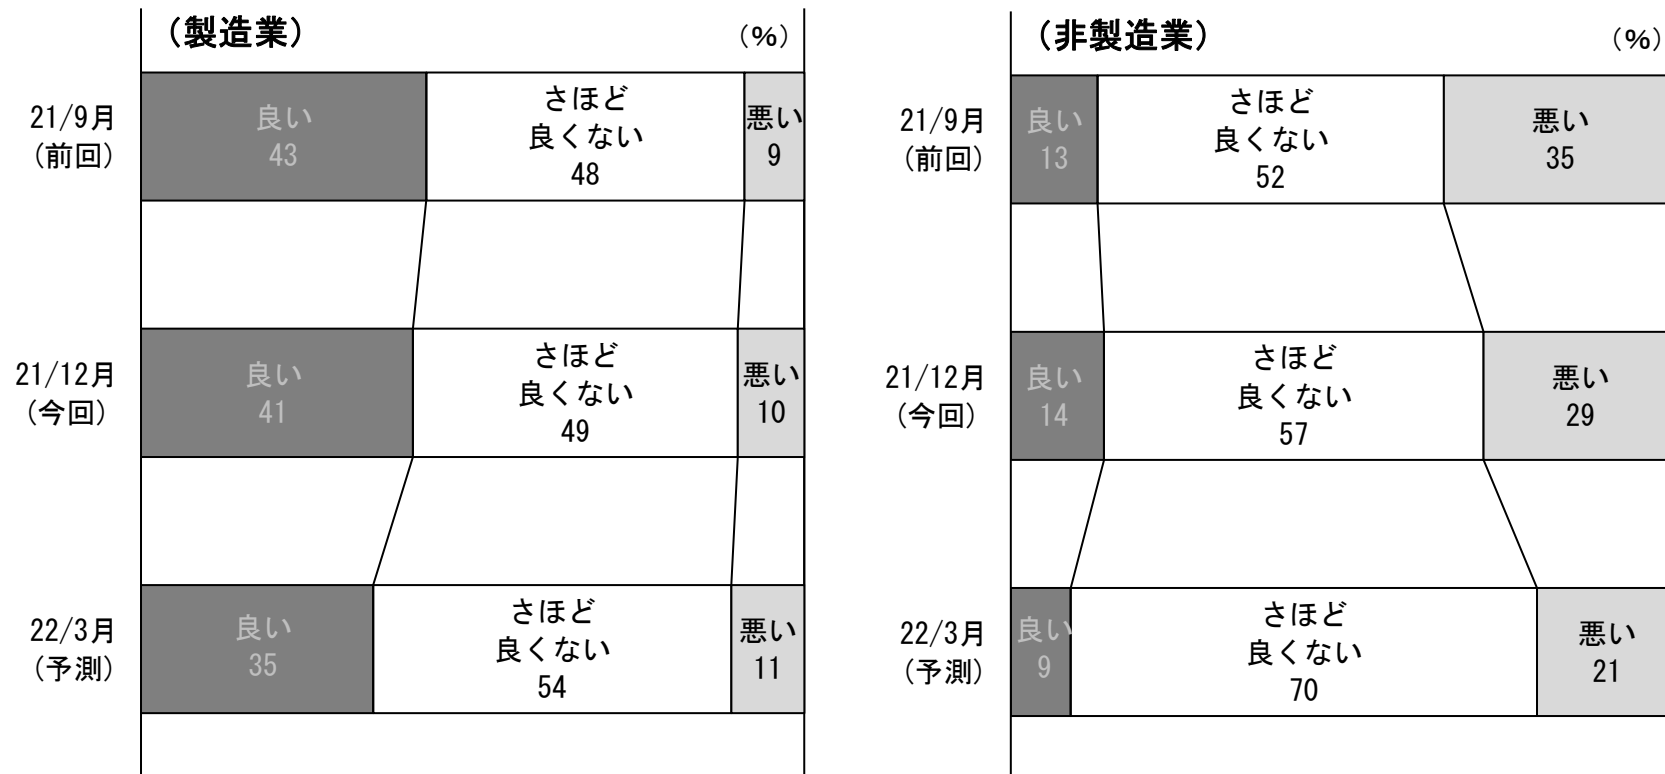 （製造業）
（%）
21/9月
（前回）
良い
43
さほど
良くない
48
悪い
9
21/12月
（今回）
良い
41
さほど
良くない
49
悪い
10
22/3月
（予測）
良い
35
さほど
良くない
54
悪い
11
（非製造業）
（%）
21/9月
（前回）
良い
13
さほど
良くない
52
悪い
35
21/12月
（今回）
良い
14
さほど
良くない
57
悪い
29
22/3月
（予測）
良い
9
さほど
良くない
70
悪い
21